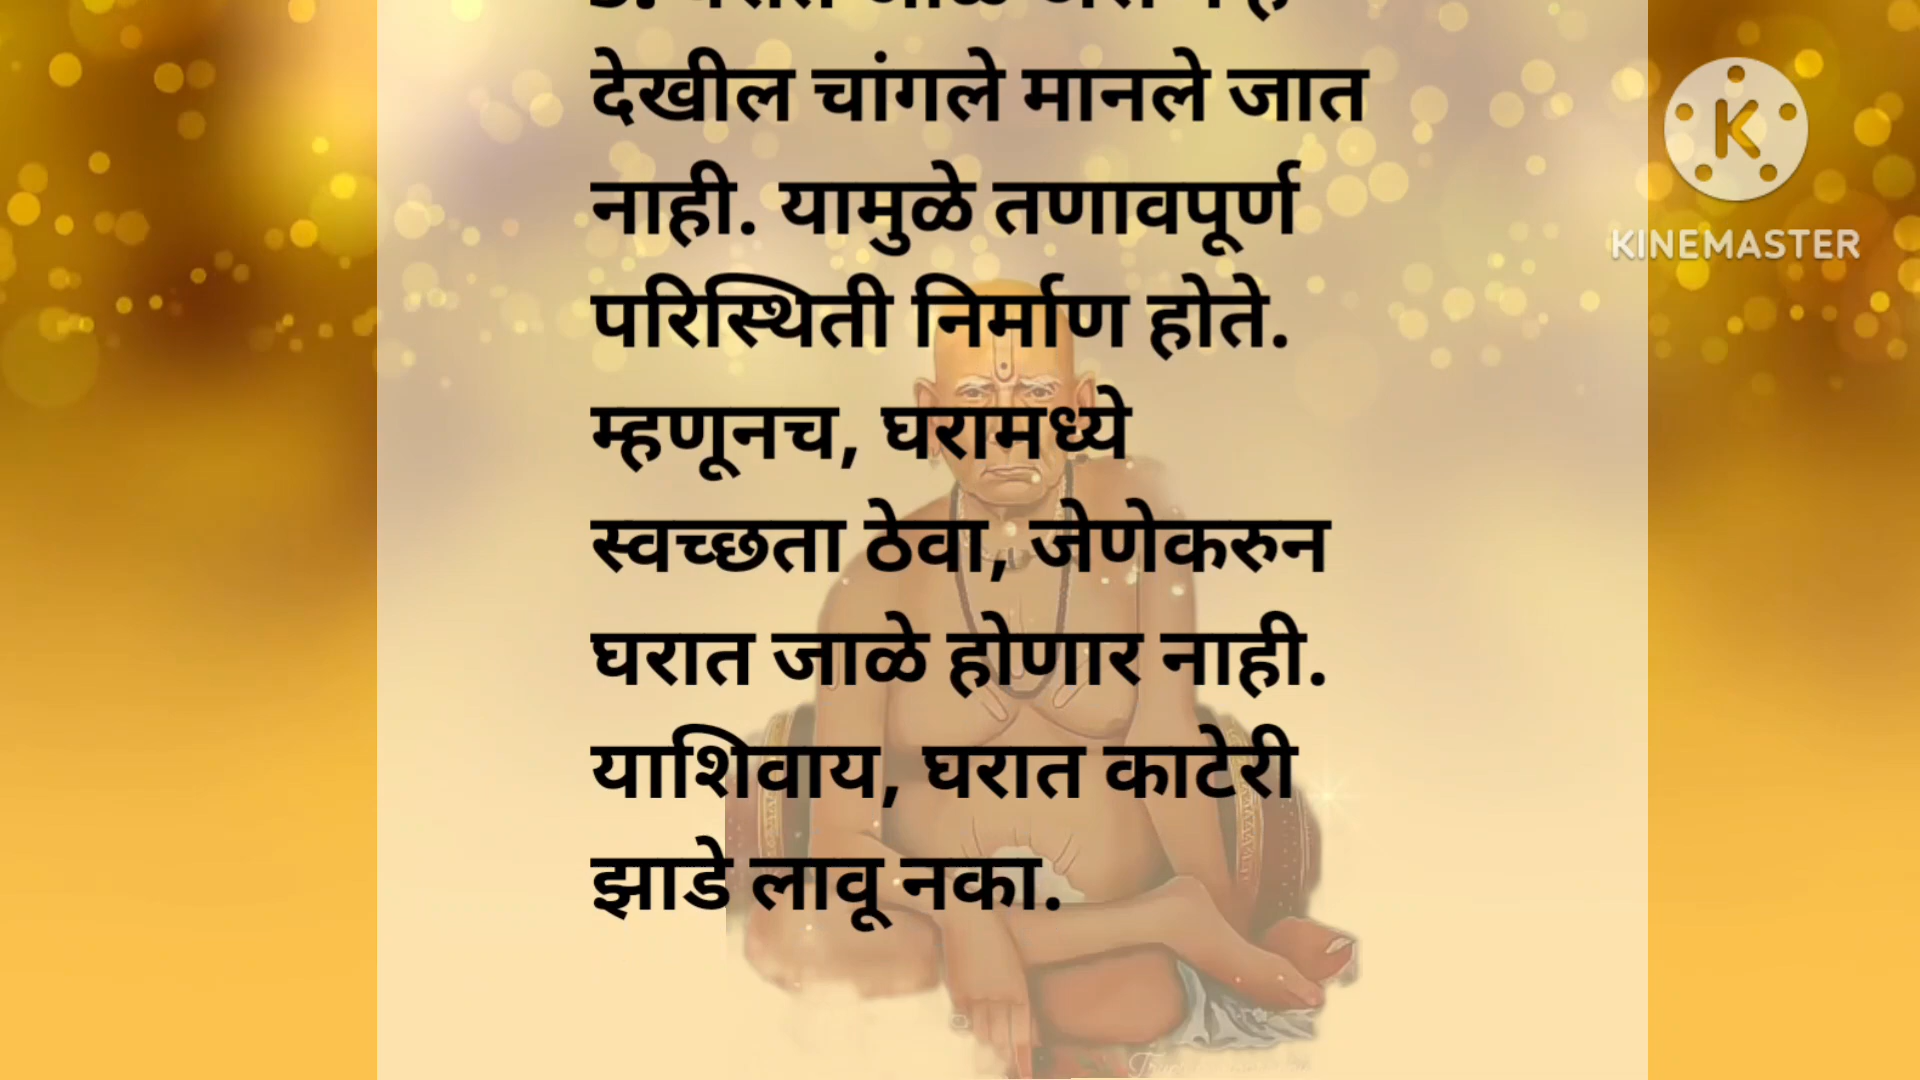 देखील चांगले मानले जात
नाही. यामुळे तणावपूर्ण
परिस्थिती निर्माण होते.
म्हणूनच, घरामध्ये
स्वच्छता ठेवा, जेणेकरुन
घरात जाळे होणार नाही.
याशिवाय, घरात काटेरी
झाडे लावू नका.
K
KINEMASTER